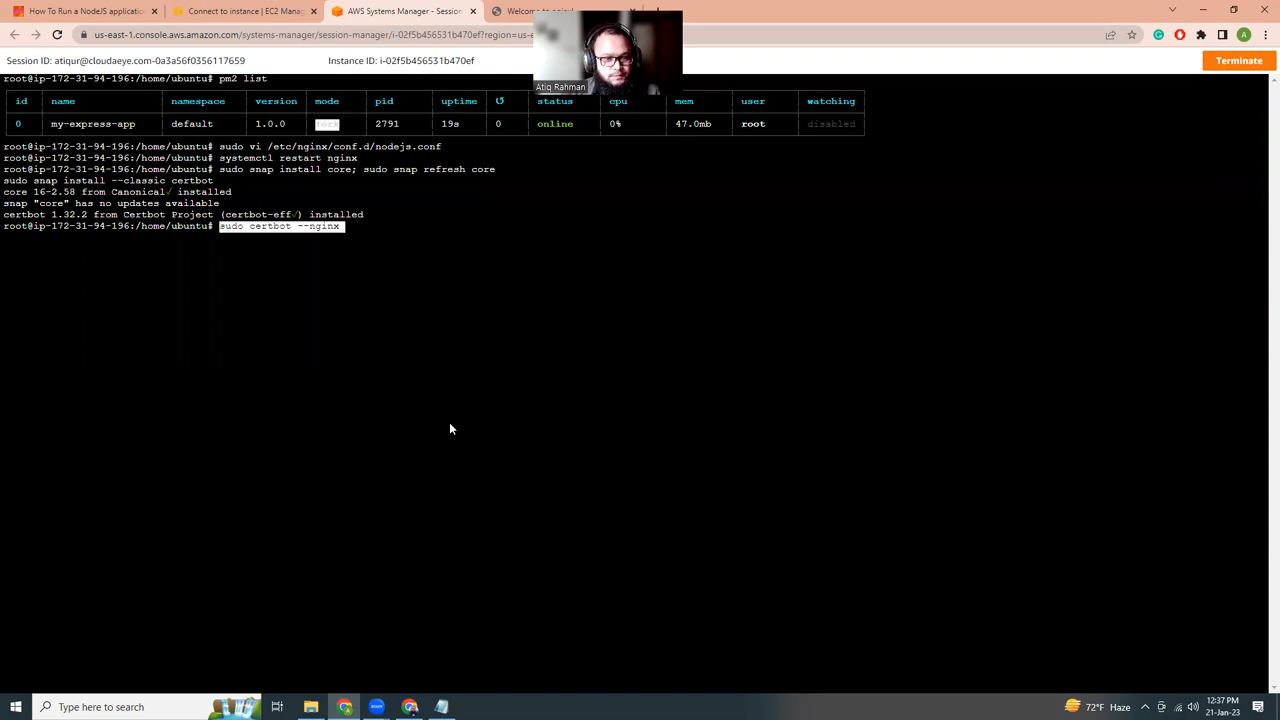 How To Run a NodeJS application
Connect to instance | EC2 Manag
AWS Systems Manager - Session
Welcom
us-east-1.console.aws.amazon.com/systems-manager/session-manager/i-02f5b456531b470ef?region=us-e
Session ID: atiqur@cloudaeye.com-0a3a56f0356117659
Instance ID: i-02f5b456531b470ef
Terminate
Atiq Rahman
root@ip-172-31-94-196:/home/ubuntu# pm2 list
id name namespace version mode pid uptime ↺ status cpu mem user watching
0 my-express-app default 1.0.0 fork 2791 19s 0 online 0% 47.0mb root disabled
root@ip-172-31-94-196:/home/ubuntu# sudo vi /etc/nginx/conf.d/nodejs.conf
root@ip-172-31-94-196:/home/ubuntu# systemctl restart nginx
root@ip-172-31-94-196:/home/ubuntu# sudo snap install core; sudo snap refresh core
sudo snap install --classic certbot
core 16-2.58 from Canonical✓ installed
snap "core" has no updates available
certbot 1.32.2 from Certbot Project (certbot-eff✓) installed
root@ip-172-31-94-196:/home/ubuntu# sudo certbot --nginx
Type here to search
72°F Haze
12:37 PM
21-Jan-23